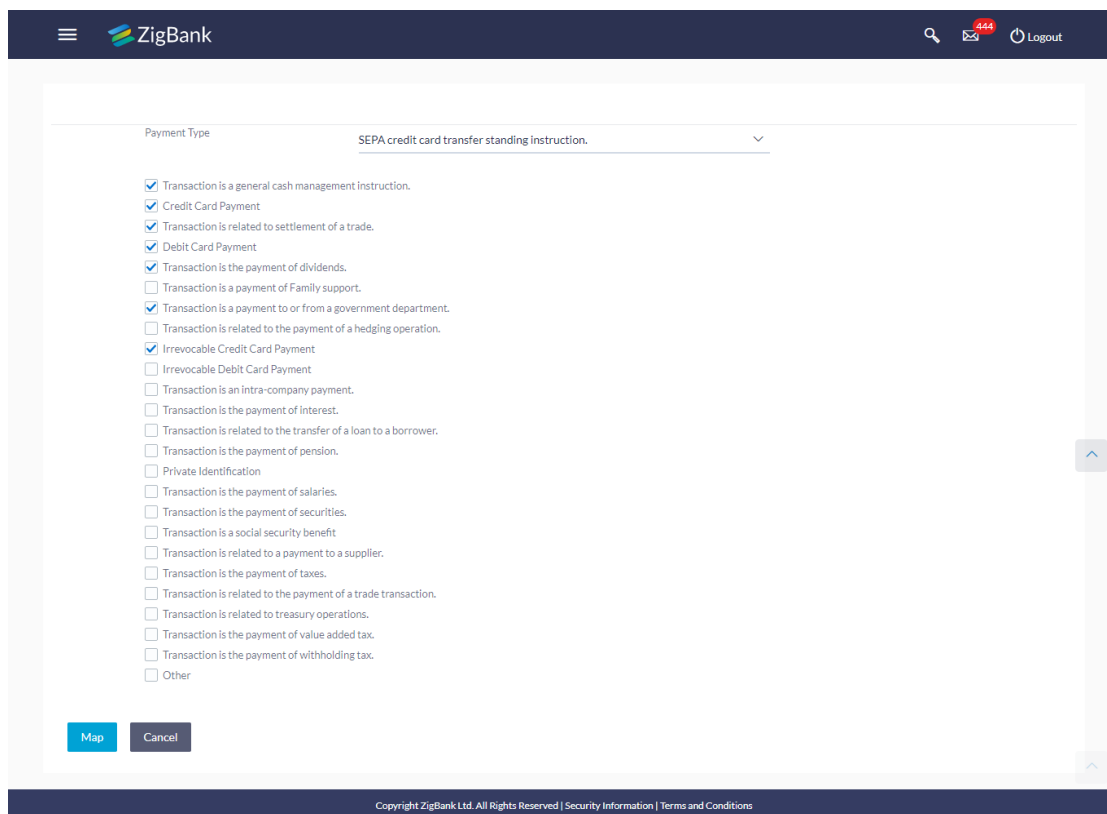 ZigBank
444
Logout
Payment Type
SEPA credit card transfer standing instruction.
Transaction is a general cash management instruction.
Credit Card Payment
Transaction is related to settlement of a trade.
Debit Card Payment
Transaction is the payment of dividends.
Transaction is a payment of Family support.
Transaction is a payment to or from a government department.
Transaction is related to the payment of a hedging operation.
Irrevocable Credit Card Payment
Irrevocable Debit Card Payment
Transaction is an intra-company payment.
Transaction is the payment of interest.
Transaction is related to the transfer of a loan to a borrower.
Transaction is the payment of pension.
Private Identification
Transaction is the payment of salaries.
Transaction is the payment of securities.
Transaction is a social security benefit
Transaction is related to a payment to a supplier.
Transaction is the payment of taxes.
Transaction is related to the payment of a trade transaction.
Transaction is related to treasury operations.
Transaction is the payment of value added tax.
Transaction is the payment of withholding tax.
Other
Map
Cancel
Copyright ZigBank Ltd. All Rights Reserved | Security Information | Terms and Conditions